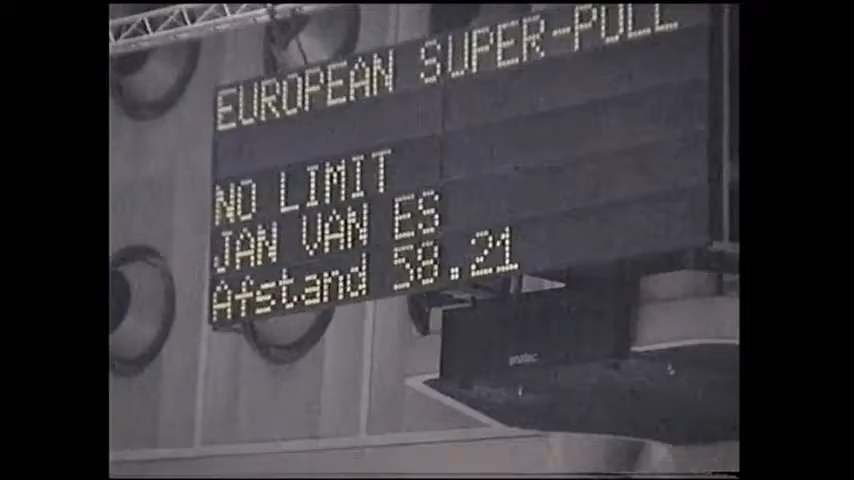 EUROPEAN SUPER-PULL
NO LIMIT
JAN VAN ES
Afstand 58.21